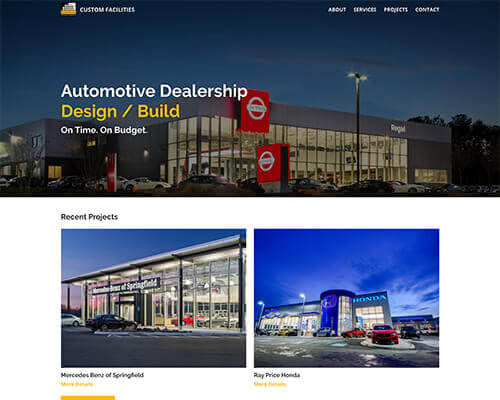 CUSTOM FACILITIES
ABOUT SERVICES PROJECTS CONTACT
Automotive Dealership
Design / Build
On Time. On Budget.
Regal
Recent Projects
Mercedes Benz of Springfield
HONDA
Mercedes Benz of Springfield
More Details
Ray Price Honda
More Details